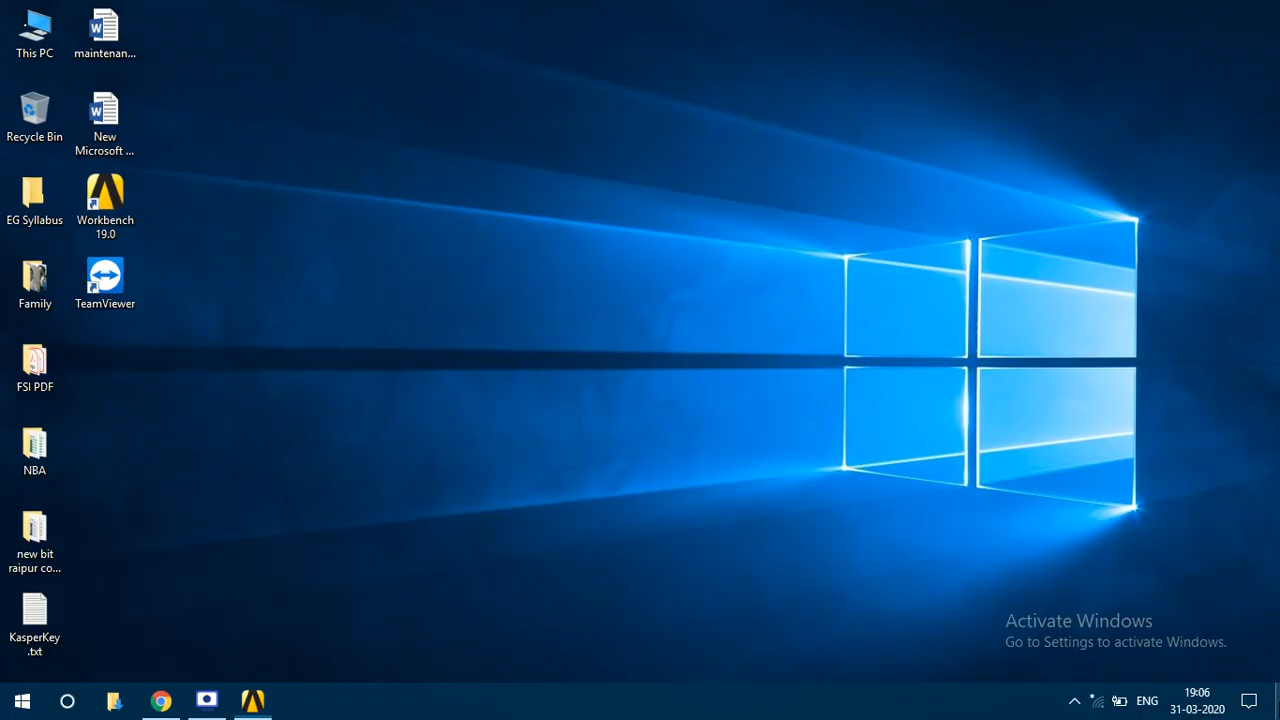 This PC
maintenan...
Recycle Bin
New
Microsoft ...
EG Syllabus
Workbench
19.0
Family
TeamViewer
FSI PDF
NBA
new bit
raipur co...
KasperKey
.txt
Activate Windows
Go to Settings to activate Windows.
ENG
19:06
31-03-2020